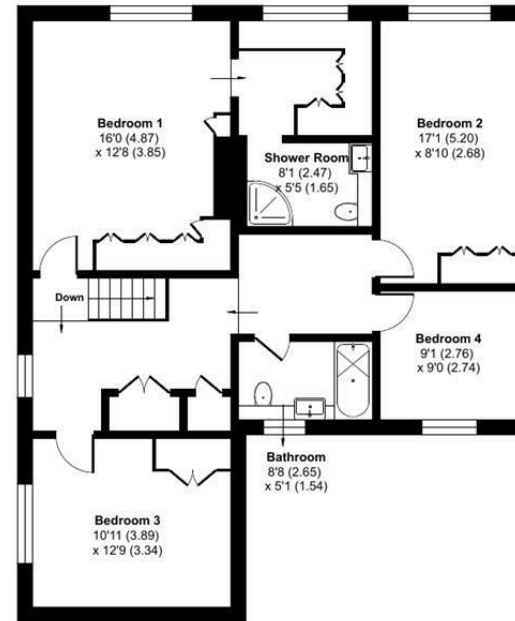 Bedroom 1
16'0 (4.87)
x 12'8 (3.85)
Bedroom 2
17'1 (5.20)
x 8'10 (2.68)
Shower Room
8'1 (2.47)
x 5'5 (1.65)
Down
Bedroom 4
9'1 (2.76)
x 9'0 (2.74)
Bathroom
8'8 (2.65)
x 5'1 (1.54)
Bedroom 3
10'11 (3.89)
x 12'9 (3.34)